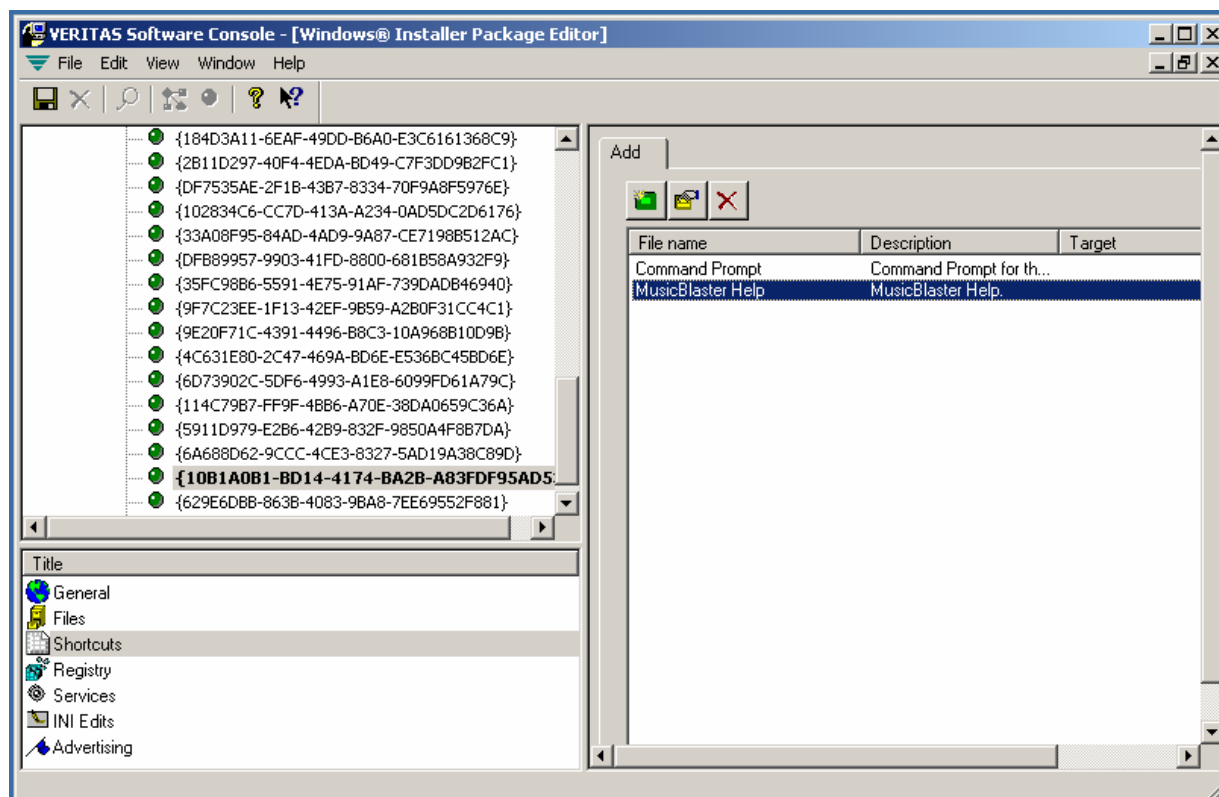 VERITAS Software Console - [Windows® Installer Package Editor]
File Edit View Window Help
{184D3A11-6EAF-49DD-B6A0-E3C6161368C9}
{2B11D297-40F4-4EDA-BD49-C7F3DD9B2FC1}
{DF7535AE-2F1B-43B7-8334-70F9A8F5976E}
{102834C6-CC7D-413A-A234-0AD5DC2D6176}
{33A08F95-84AD-4AD9-9A87-CE7198B512AC}
{DFB89957-9903-41FD-8800-681B58A932F9}
{35FC98B6-5591-4E75-91AF-739DADB46940}
{9F7C23EE-1F13-42EF-9B59-A2B0F31CC4C1}
{9E20F71C-4391-4496-B8C3-10A968B10D9B}
{4C631E80-2C47-469A-BD6E-E536BC45BD6E}
{6D73902C-5DF6-4993-A1E8-6099FD61A79C}
{114C79B7-FF9F-4BB6-A70E-38DA0659C36A}
{5911D979-E2B6-42B9-832F-9850A4F8B7DA}
{6A688D62-9CCC-4CE3-8327-5AD19A38C89D}
{10B1A0B1-BD14-4174-BA2B-A83FDF95AD5
{629E6DBB-863B-4083-9BA8-7EE69552F881}
Title
General
Files
Shortcuts
Registry
Services
INI Edits
Advertising
Add
File name Description Target
Command Prompt Command Prompt for th...
MusicBlaster Help MusicBlaster Help.